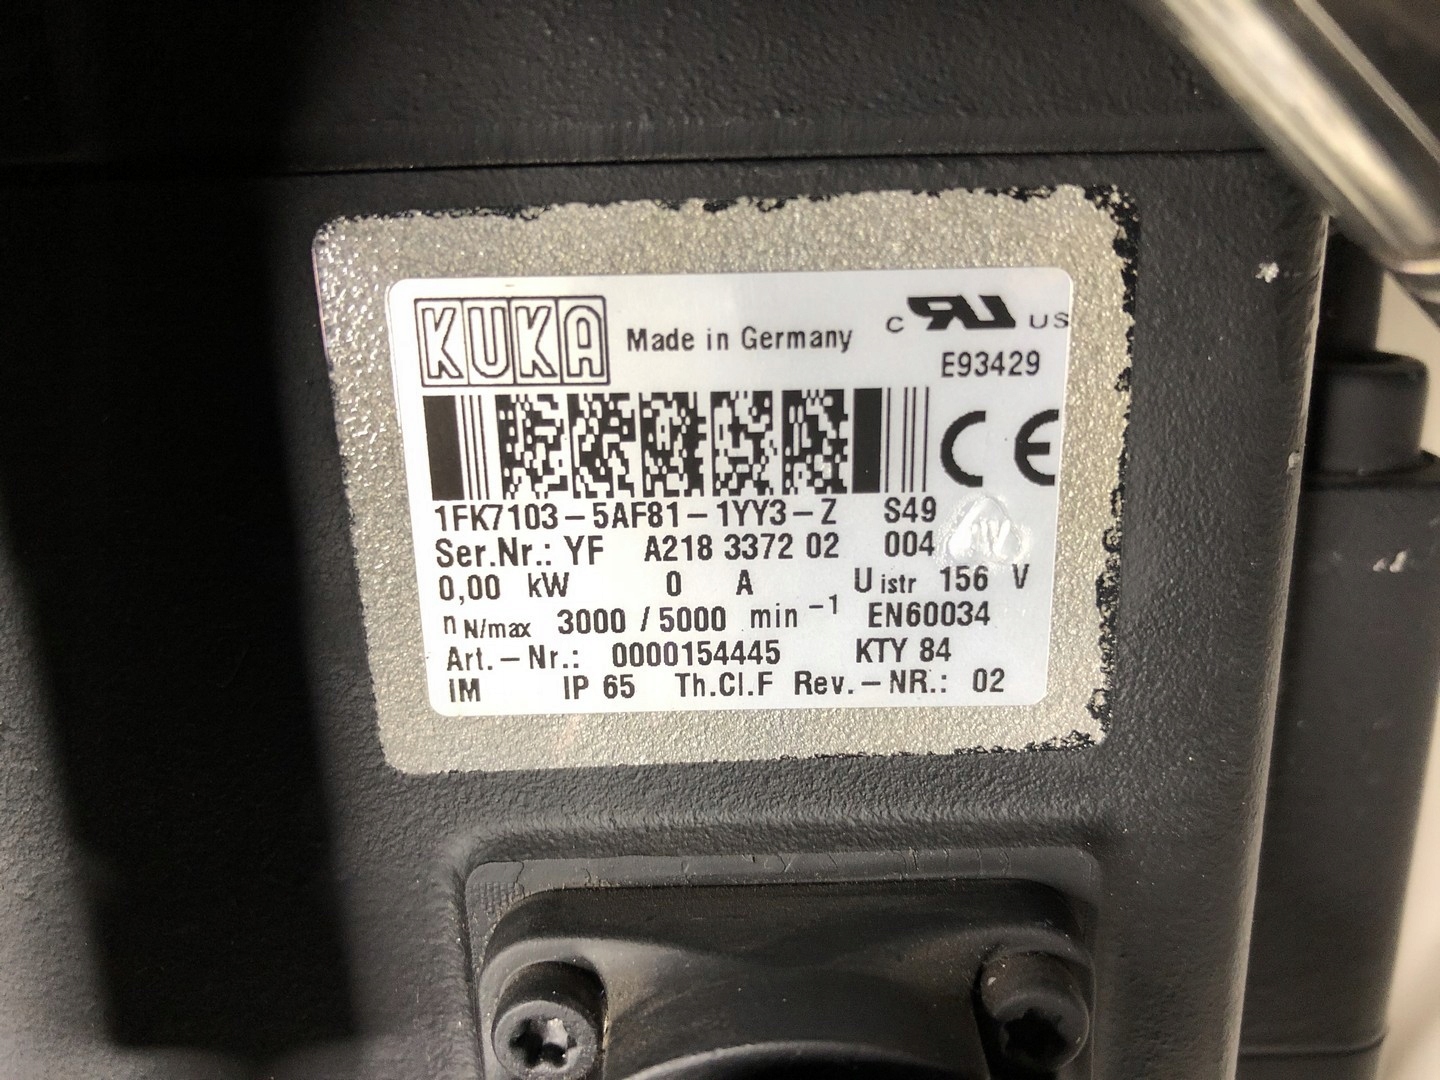 KUKA Made in Germany c RU US
E93429
CE
1FK7103-5AF81-1YY3-Z S49
Ser.Nr.: YF A218 3372 02 004
0,00 kW 0 A U istr 156 V
n N/max 3000 / 5000 min -1 EN60034
Art.-Nr.: 0000154445 KTY 84
IM IP 65 Th.Cl.F Rev.-NR.: 02